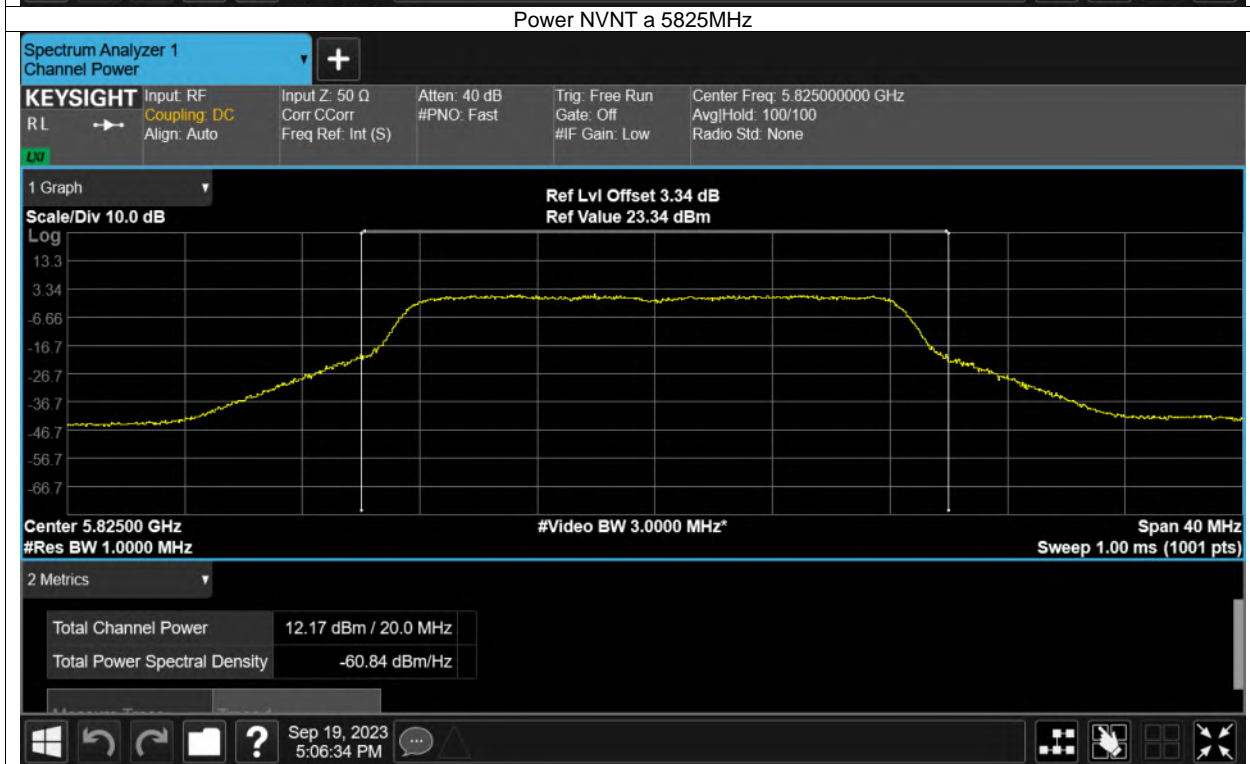 Power NVNT a 5825MHz
Spectrum Analyzer 1
Channel Power
KEYSIGHT
RL
LXI
Input: RF
Coupling: DC
Align: Auto
Input Z: 50 Ω
Corr CCorr
Freq Ref: Int (S)
Atten: 40 dB
#PNO: Fast
Trig: Free Run
Gate: Off
#IF Gain: Low
Center Freq: 5.825000000 GHz
Avg|Hold: 100/100
Radio Std: None
1 Graph
Scale/Div 10.0 dB
Ref Lvl Offset 3.34 dB
Ref Value 23.34 dBm
Log
13.3
3.34
-6.66
-16.7
-26.7
-36.7
-46.7
-56.7
-66.7
Center 5.82500 GHz
#Video BW 3.0000 MHz*
Span 40 MHz
#Res BW 1.0000 MHz
Sweep 1.00 ms (1001 pts)
2 Metrics
Total Channel Power 12.17 dBm / 20.0 MHz
Total Power Spectral Density -60.84 dBm/Hz
Sep 19, 2023
5:06:34 PM